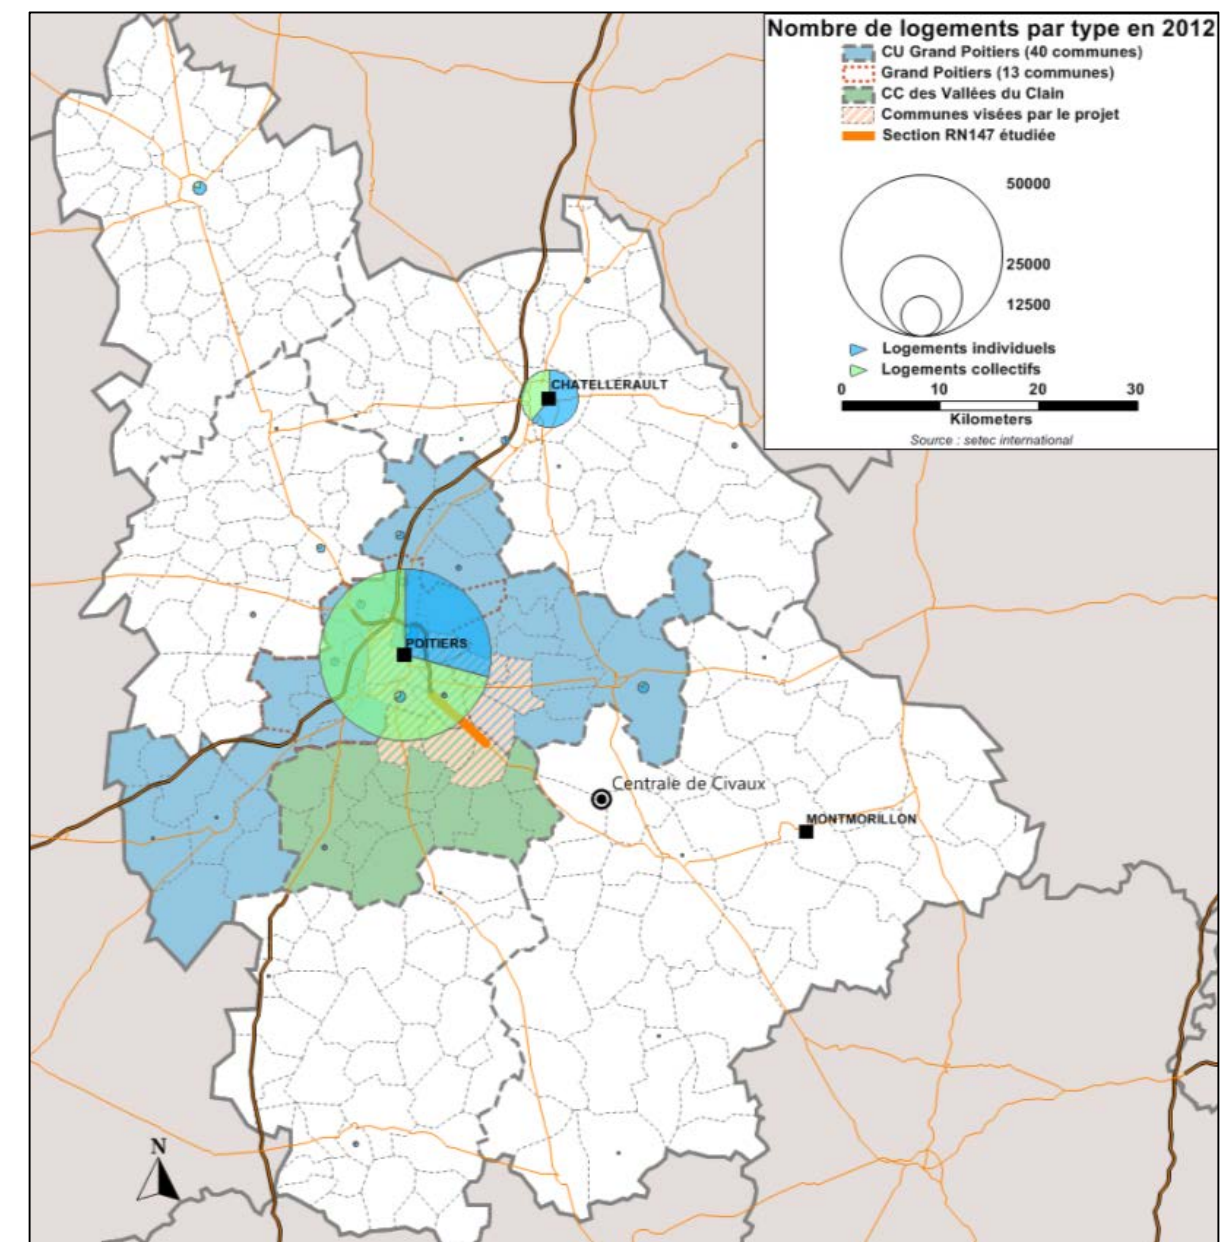 Nombre de logements par type en 2012
CU Grand Poitiers (40 communes)
Grand Poitiers (13 communes)
CC des Vallées du Clain
Communes visées par le projet
Section RN147 étudiée
50000
25000
12500
Logements individuels
Logements collectifs
0 10 20 30
Kilometers
Source : setec international
CHATELLERAULT
POITIERS
Centrale de Civaux
MONTMORILLON
N